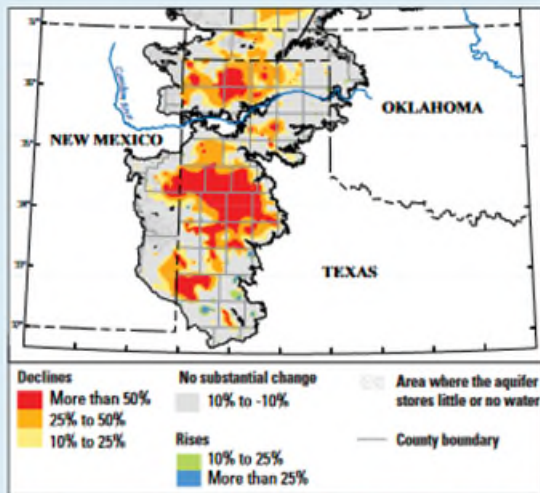 NEW MEXICO
OKLAHOMA
TEXAS
Declines
More than 50%
25% to 50%
10% to 25%
No substantial change
10% to -10%
Rises
10% to 25%
More than 25%
Area where the aquifer
stores little or no water
County boundary